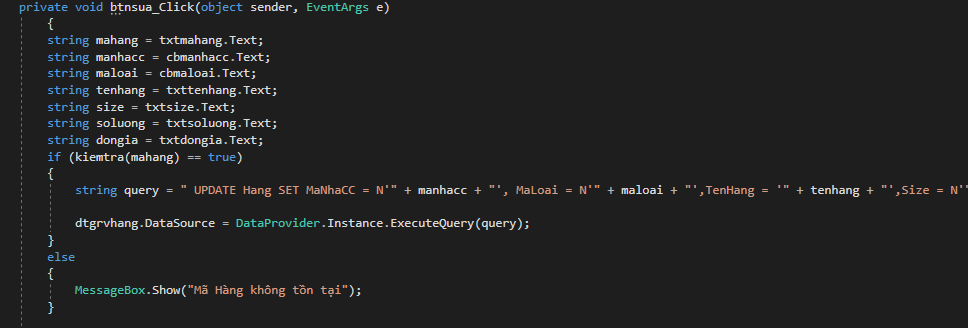 private void btnsua_Click(object sender, EventArgs e)
{
string mahang = txtmahang.Text;
string manhacc = cbmanhacc.Text;
string maloai = cbmaloai.Text;
string tenhang = txttenhang.Text;
string size = txtsize.Text;
string soluong = txtsoluong.Text;
string dongia = txtdongia.Text;
if (kiemtra(mahang) == true)
{
string query = " UPDATE Hang SET MaNhaCC = N'" + manhacc + "', MaLoai = N'" + maloai + "',TenHang = '" + tenhang + "',Size = N'"
dtgrvhang.DataSource = DataProvider.Instance.ExecuteQuery(query);
}
else
{
MessageBox.Show("Mã Hàng không tồn tại");
}